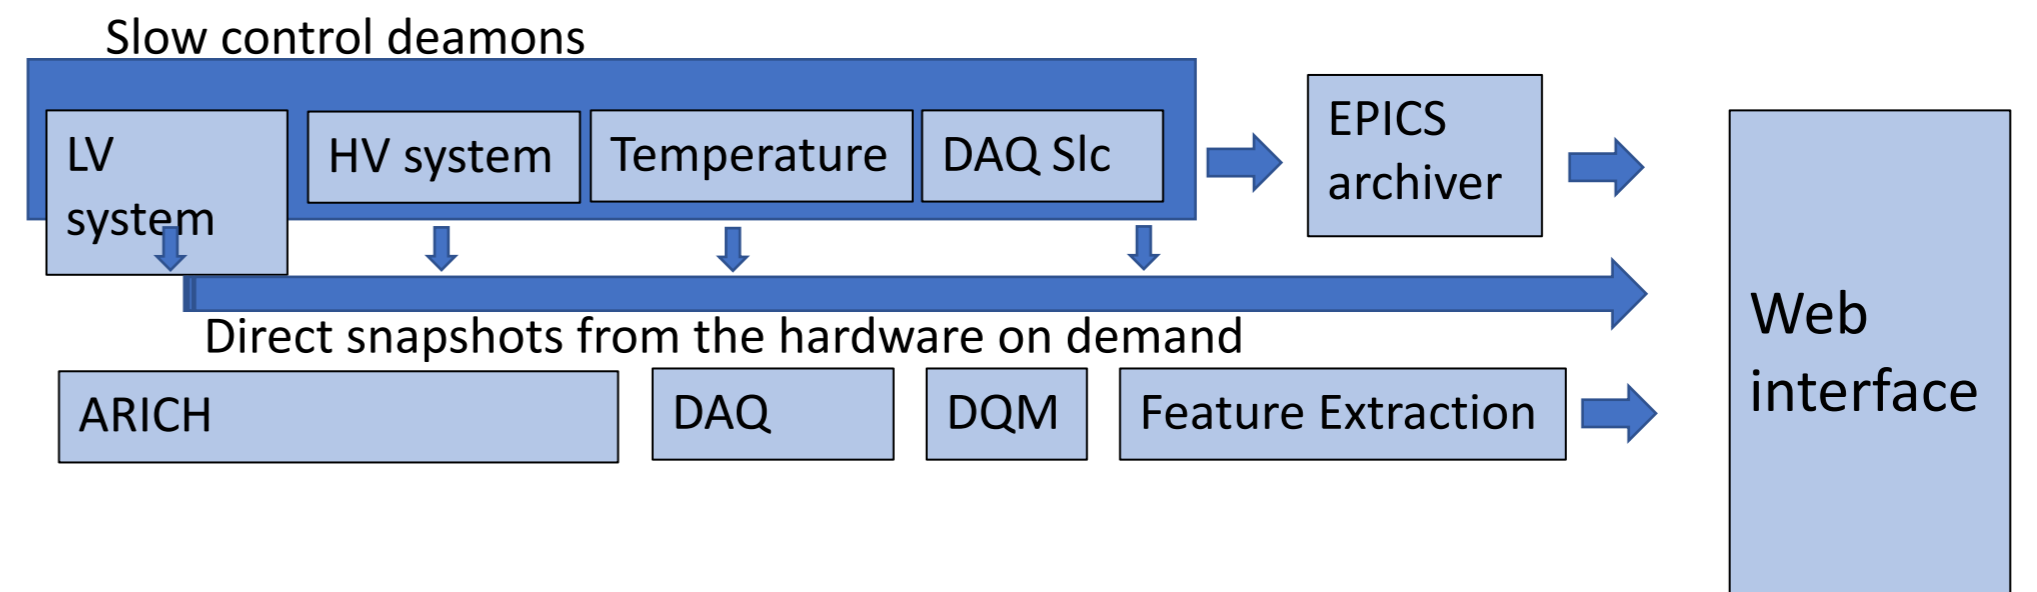 Slow control deamons
LV
system
HV system
Temperature
DAQ Slc
EPICS
archiver
Direct snapshots from the hardware on demand
ARICH
DAQ
DQM
Feature Extraction
Web
interface